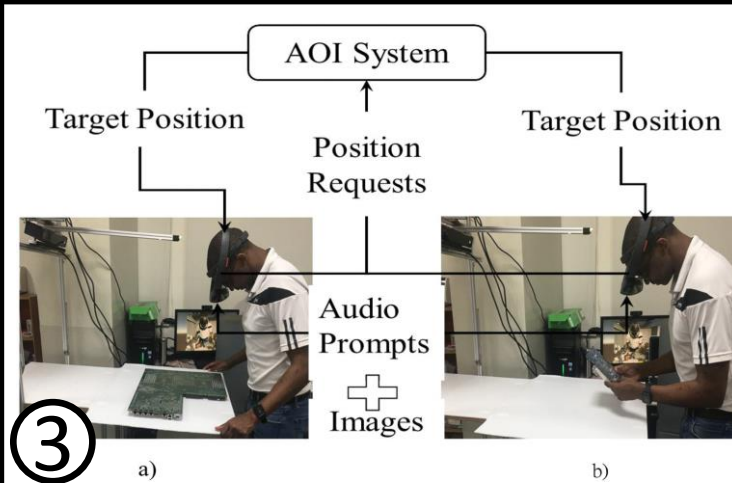 AOI System
Target Position
Target Position
Position
Requests
Audio
Prompts
Images
3
a)
b)